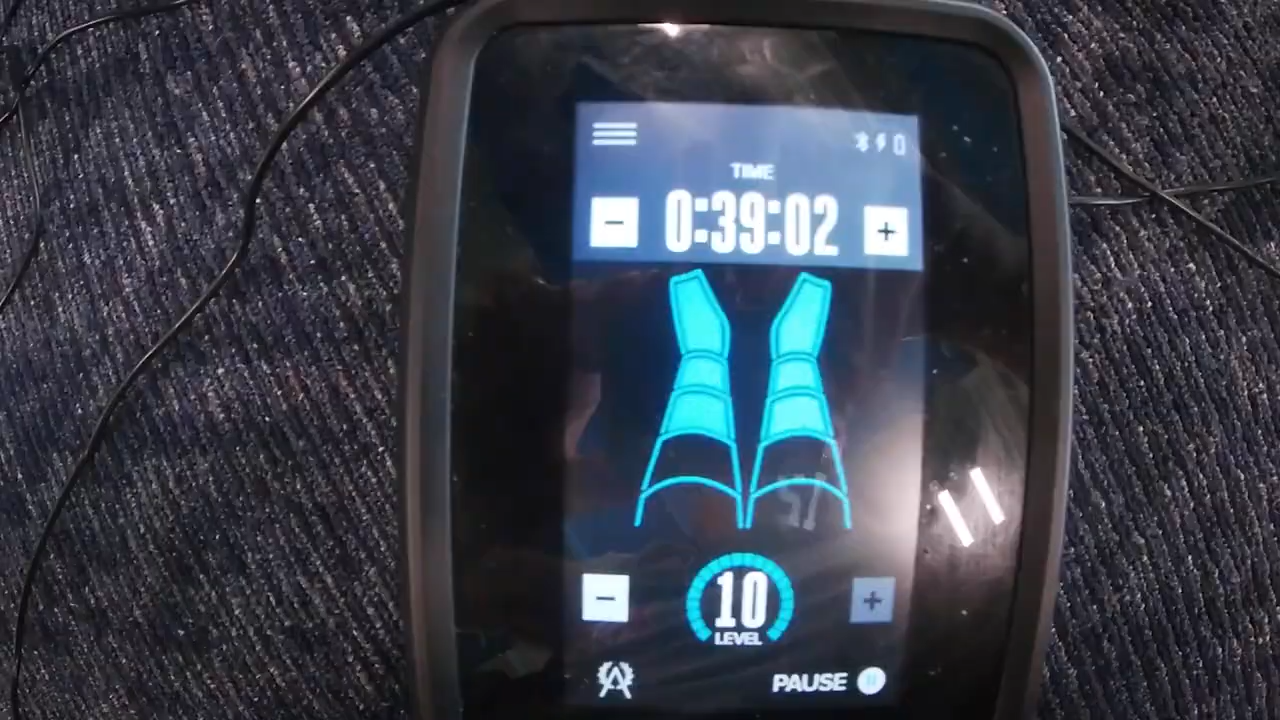 TIME
− 0:39:02 +
− 10 +
LEVEL
PAUSE